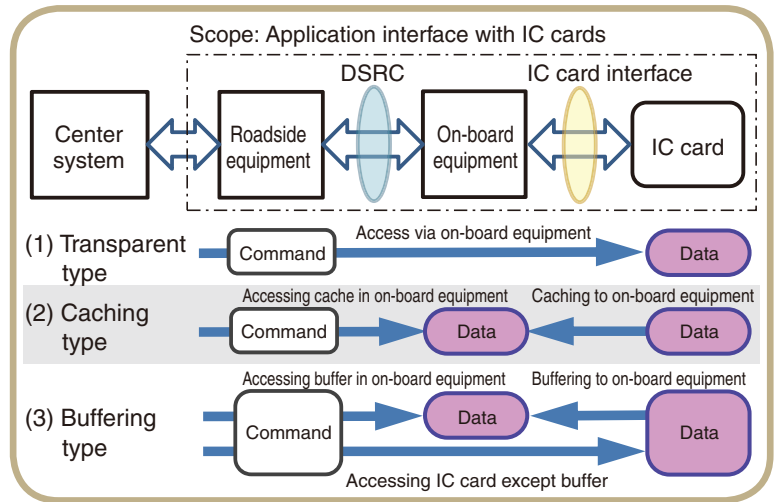 Scope: Application interface with IC cards
DSRC
IC card interface
Center
system
Roadside
equipment
On-board
equipment
IC card
(1) Transparent
type
Command
Access via on-board equipment
Data
(2) Caching
type
Accessing cache in on-board equipment
Caching to on-board equipment
Command
Data
Data
(3) Buffering
type
Accessing buffer in on-board equipment
Buffering to on-board equipment
Command
Data
Data
Accessing IC card except buffer